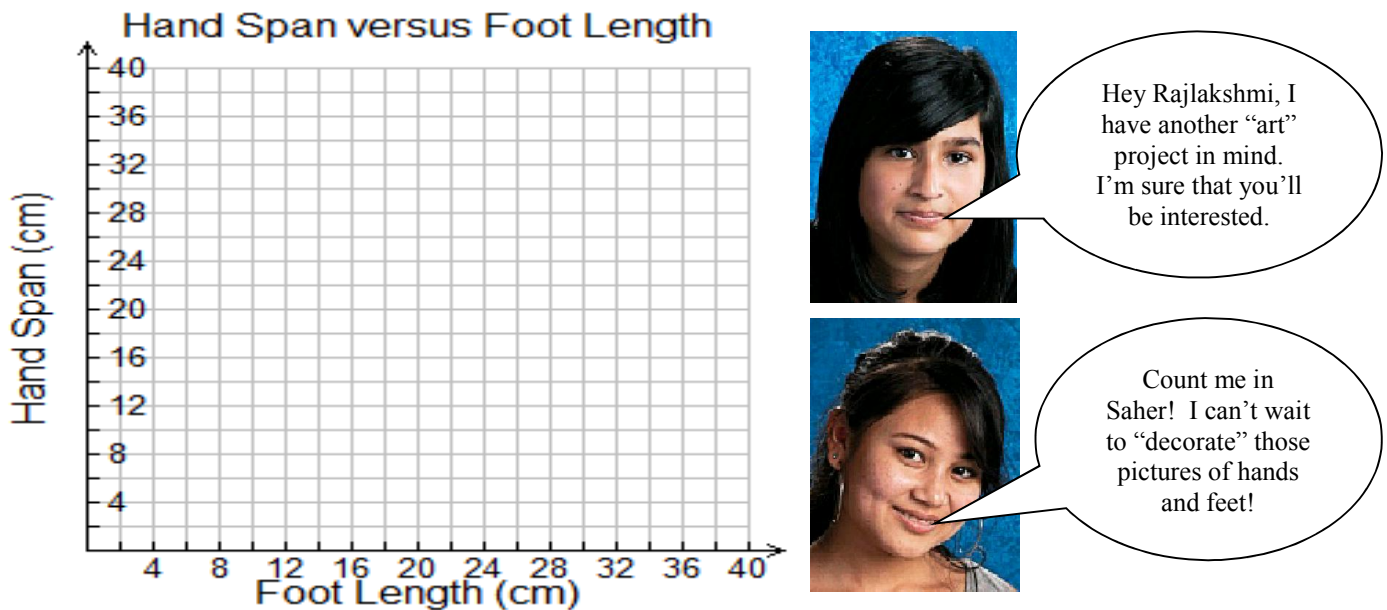 Hand Span versus Foot Length
Hand Span (cm)
40
36
32
28
24
20
16
12
8
4
4 8 12 16 20 24 28 32 36 40
Foot Length (cm)
Hey Rajlakshmi, I
have another “art”
project in mind.
I’m sure that you’ll
be interested.
Count me in
Saher! I can’t wait
to “decorate” those
pictures of hands
and feet!